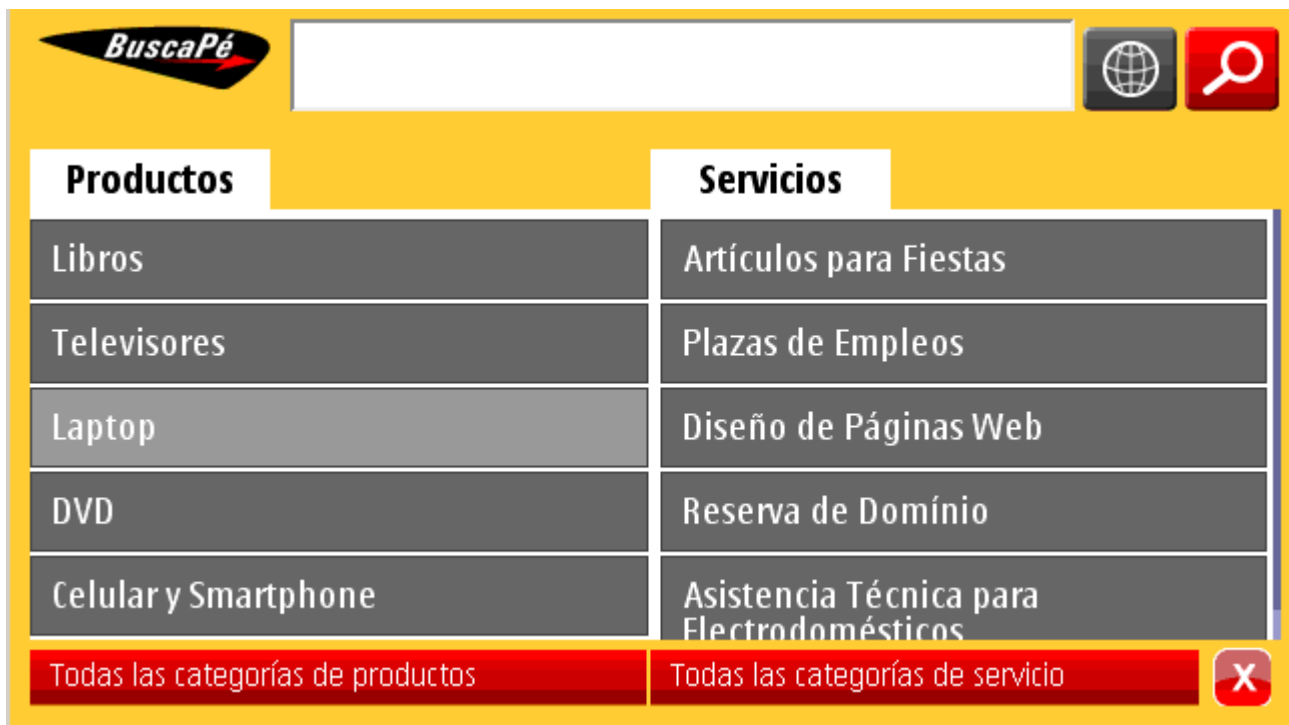 BuscaPé
Productos
Servicios
Libros
Televisores
Laptop
DVD
Celular y Smartphone
Artículos para Fiestas
Plazas de Empleos
Diseño de Páginas Web
Reserva de Domínio
Asistencia Técnica para
Electrodomésticos
Todas las categorías de productos
Todas las categorías de servicio
X